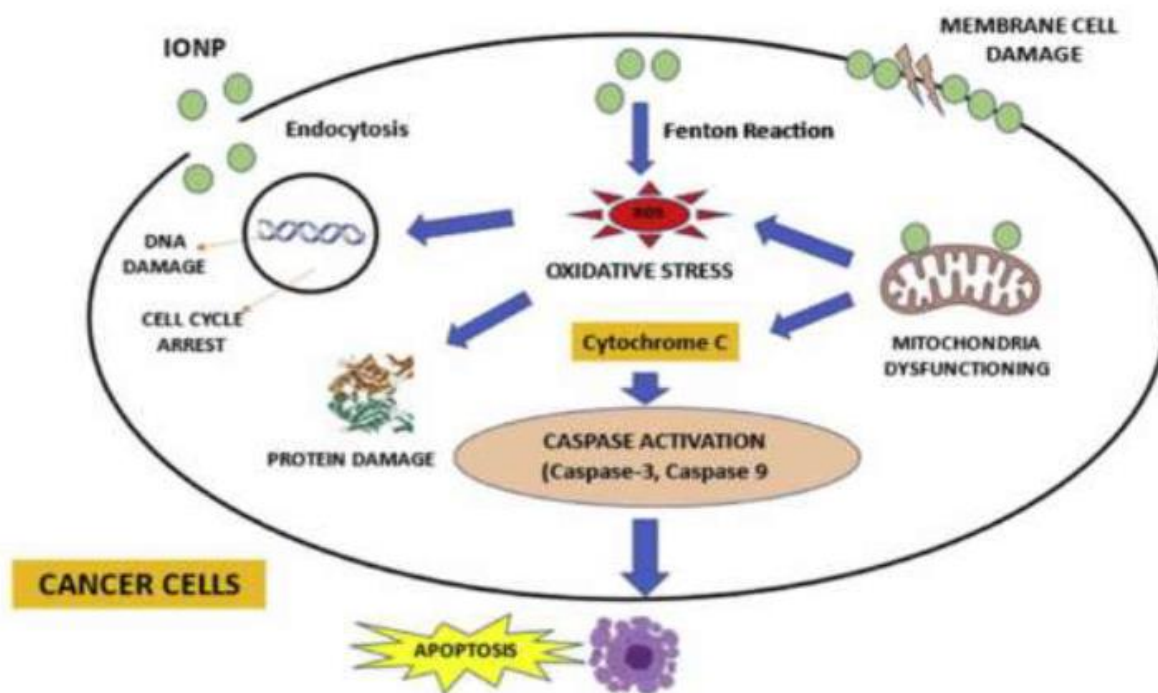 IONP
MEMBRANE CELL
DAMAGE
Endocytosis
Fenton Reaction
ROS
DNA
DAMAGE
OXIDATIVE STRESS
CELL CYCLE
ARREST
Cytochrome C
MITOCHONDRIA
DYSFUNCTIONING
PROTEIN DAMAGE
CASPASE ACTIVATION
(Caspase-3, Caspase 9
CANCER CELLS
APOPTOSIS